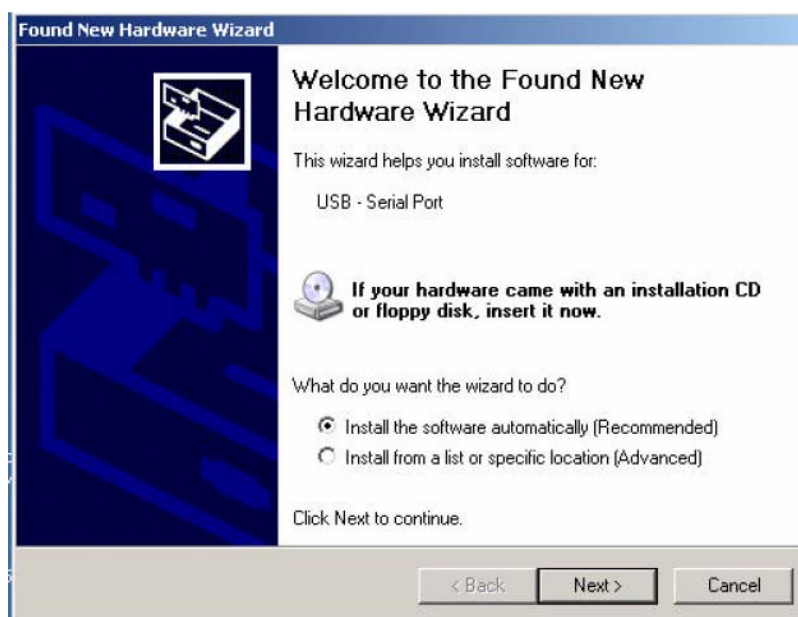 Found New Hardware Wizard
Welcome to the Found New
Hardware Wizard
This wizard helps you install software for:
USB - Serial Port
If your hardware came with an installation CD
or floppy disk, insert it now.
What do you want the wizard to do?
Install the software automatically (Recommended)
Install from a list or specific location (Advanced)
Click Next to continue.
< Back
Next >
Cancel